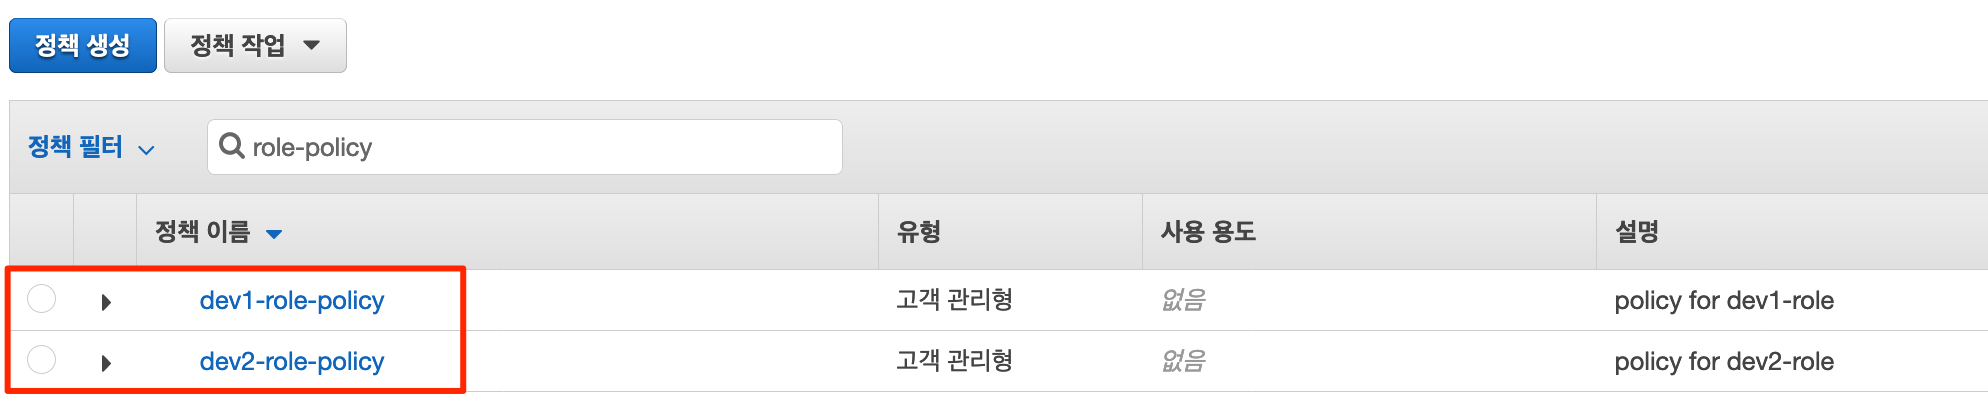 정책 생성 정책 작업
정책 필터 role-policy
정책 이름 유형 사용 용도 설명
dev1-role-policy 고객 관리형 없음 policy for dev1-role
dev2-role-policy 고객 관리형 없음 policy for dev2-role